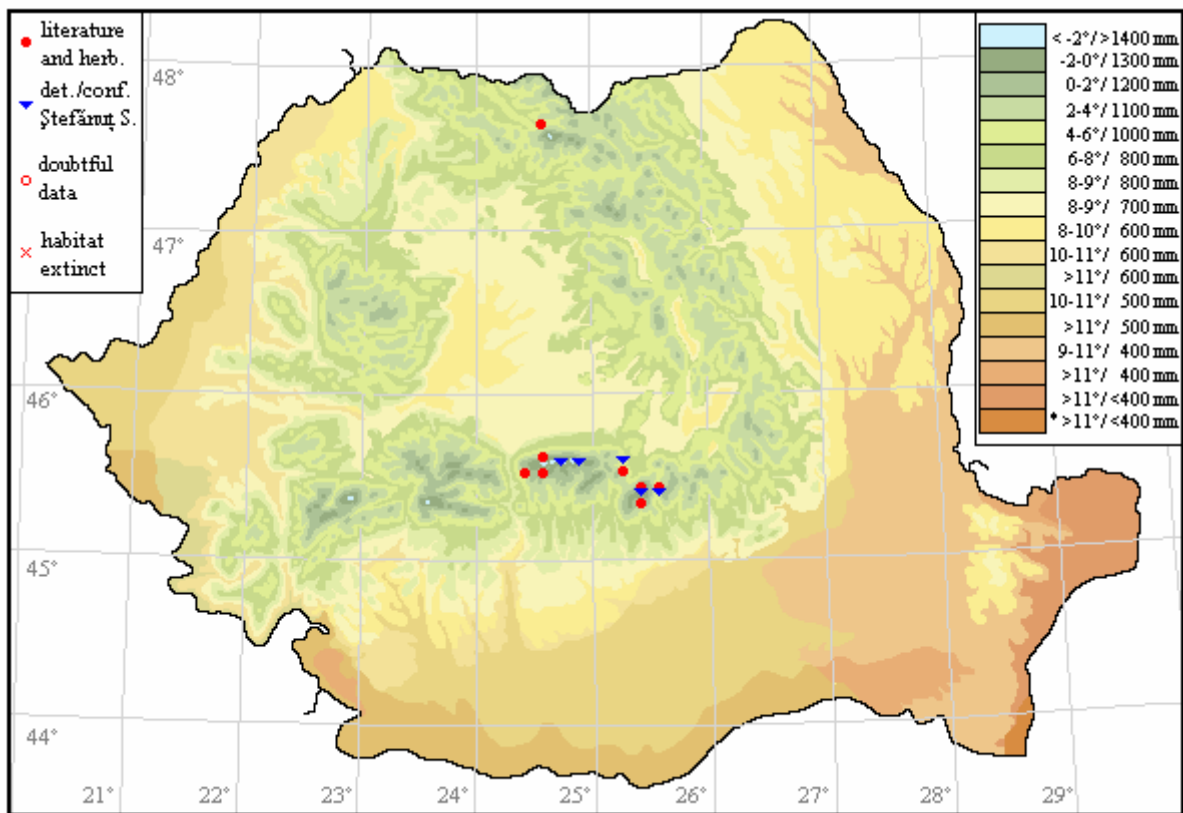 literature
and herb.
det./conf.
Ştefănuţ S.
doubtful
data
habitat
extinct
< -2°/>1400 mm
-2-0°/1300 mm
0-2°/1200 mm
2-4°/1100 mm
4-6°/1000 mm
6-8°/ 800 mm
8-9°/ 800 mm
8-9°/ 700 mm
8-10°/ 600 mm
10-11°/ 600 mm
>11°/ 600 mm
10-11°/ 500 mm
>11°/ 500 mm
9-11°/ 400 mm
>11°/ 400 mm
>11°/<400 mm
* >11°/<400 mm
48°
47°
46°
45°
44°
21° 22° 23° 24° 25° 26° 27° 28° 29°